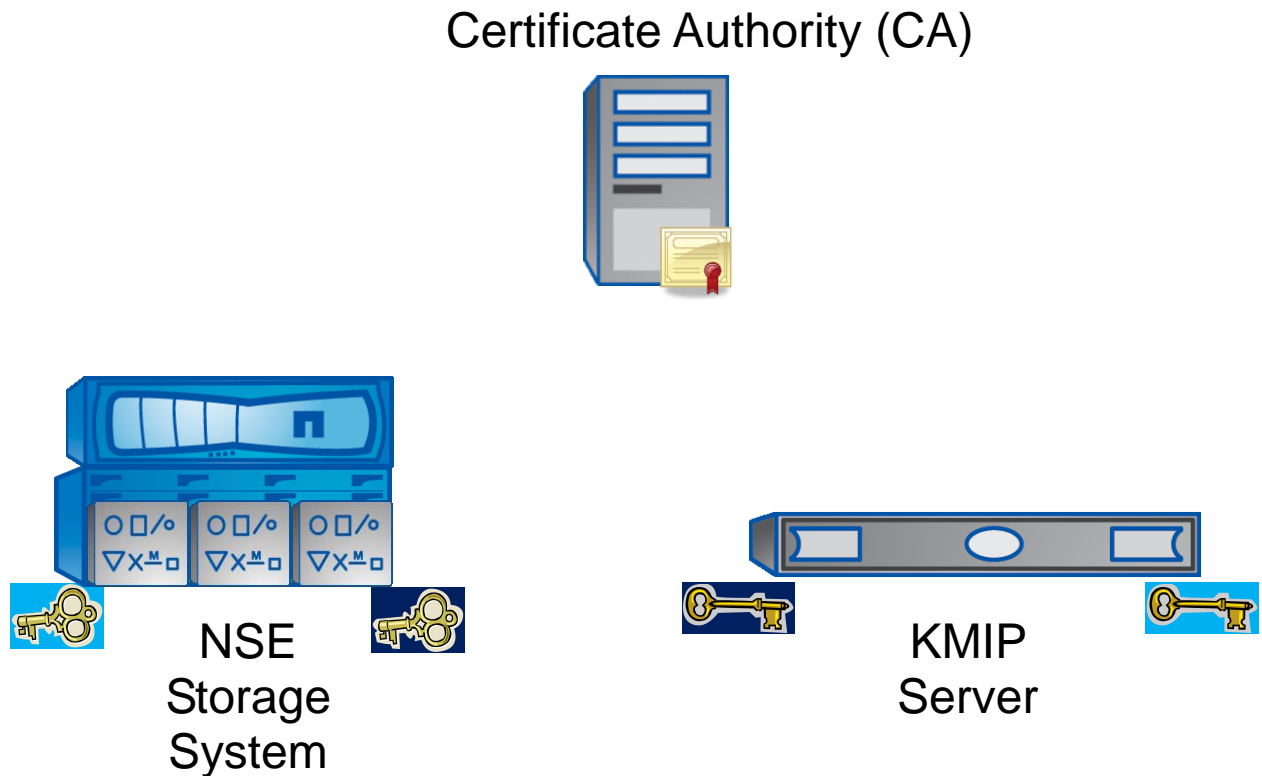 Certificate Authority (CA)
NSE
Storage
System
KMIP
Server